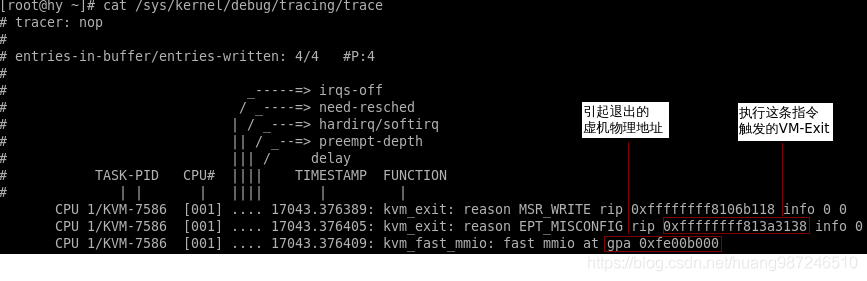 [root@hy ~]# cat /sys/kernel/debug/tracing/trace
# tracer: nop
#
# entries-in-buffer/entries-written: 4/4   #P:4
#
#                              _-----=> irqs-off
#                             / _----=> need-resched
#                            | / _---=> hardirq/softirq
#                            || / _--=> preempt-depth
#                            ||| /     delay
#           TASK-PID   CPU#  ||||    TIMESTAMP  FUNCTION
#              | |       |   ||||       |         |
CPU 1/KVM-7586  [001] .... 17043.376389: kvm_exit: reason MSR_WRITE rip 0xffffffff8106b118 info 0 0
CPU 1/KVM-7586  [001] .... 17043.376405: kvm_exit: reason EPT_MISCONFIG rip 0xffffffff813a3138 info 0
CPU 1/KVM-7586  [001] .... 17043.376409: kvm_fast_mmio: fast mmio at gpa 0xfe00b000
引起退出的
虚机物理地址
执行这条指令
触发的VM-Exit
https://blog.csdn.net/huang987246510